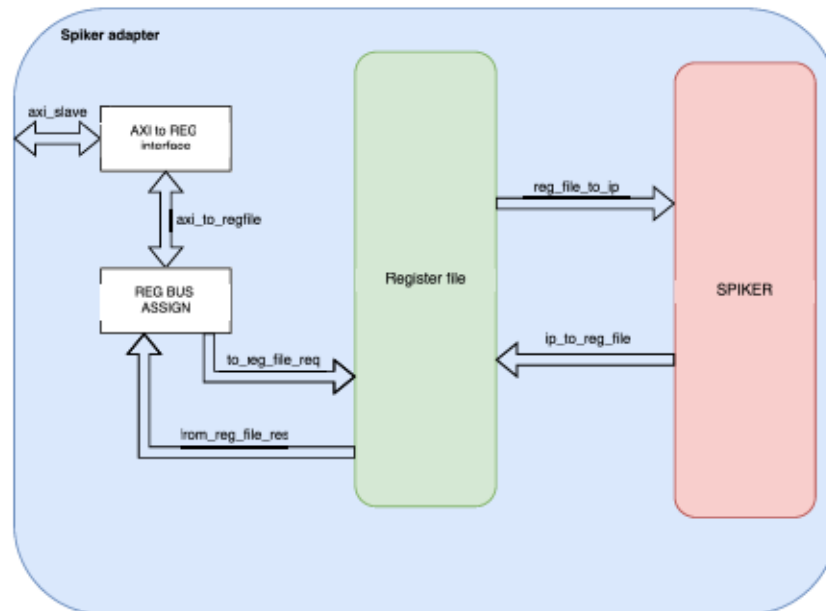 Spiker adapter
axi_slave
AXI to REG
interface
axi_to_regfile
REG BUS
ASSIGN
to_reg_file_req
from_reg_file_res
Register file
reg_file_to_ip
ip_to_reg_file
SPIKER